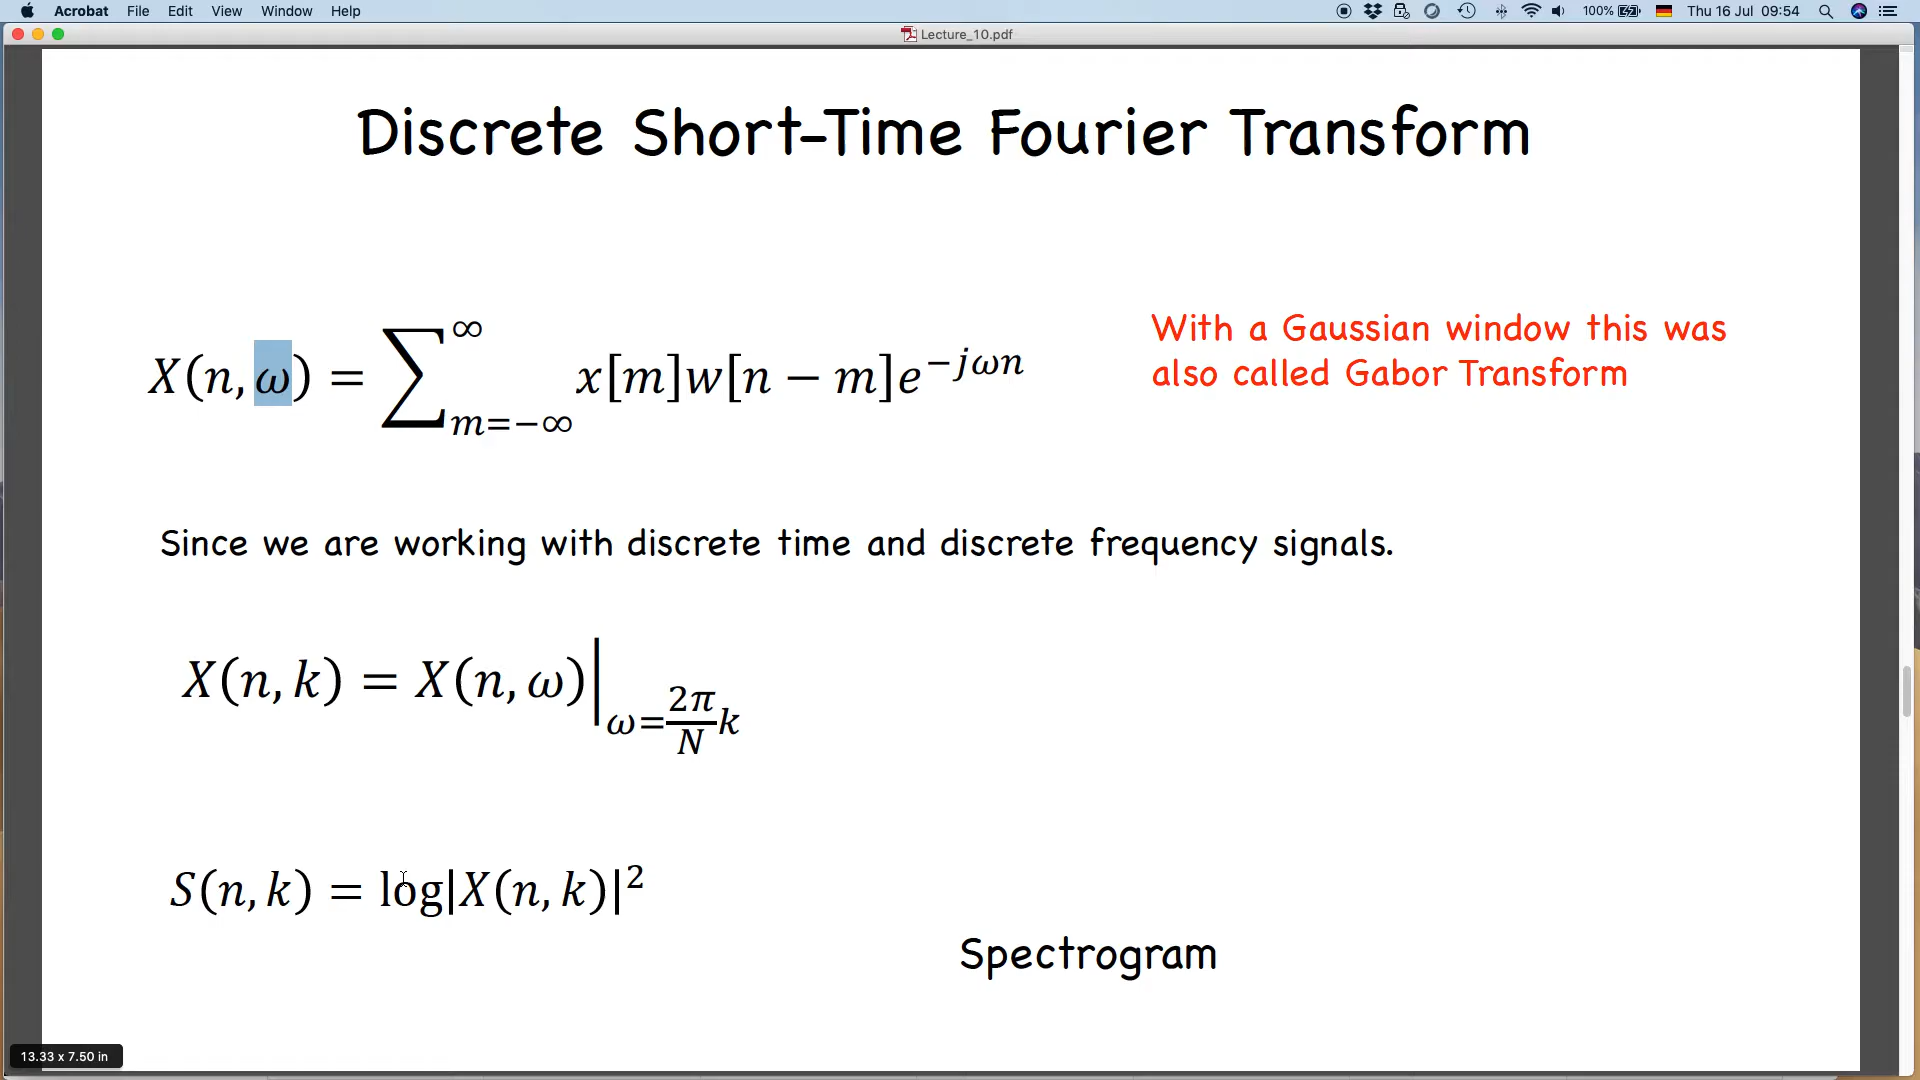 Acrobat File Edit View Window Help 100% Thu 16 Jul 09:54
Lecture_10.pdf
Discrete Short-Time Fourier Transform
X(n, ω) = ∑_{m=−∞}^{∞} x[m]w[n − m]e^{−jωn}
With a Gaussian window this was
also called Gabor Transform
Since we are working with discrete time and discrete frequency signals.
X(n, k) = X(n, ω)|_{ω=\frac{2π}{N}k}
S(n, k) = log|X(n, k)|²
Spectrogram
13.33 x 7.50 in